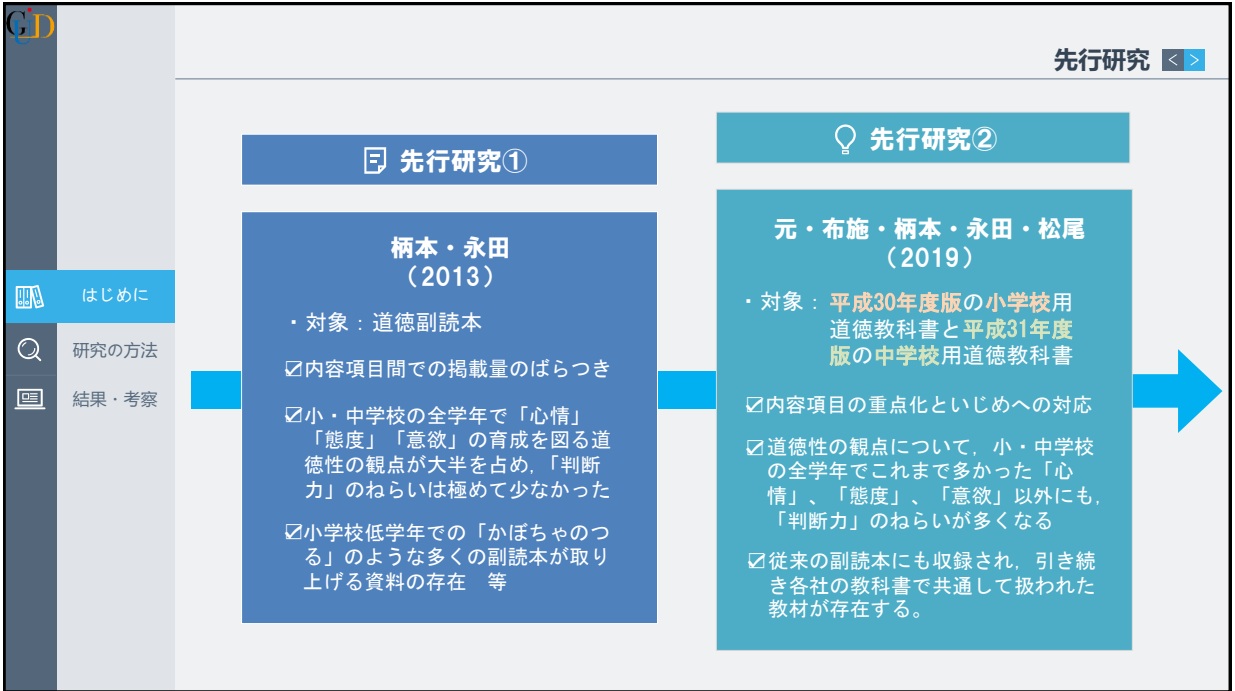 GUD
先行研究 < >
はじめに
研究の方法
結果・考察
先行研究①
柄本・永田
(2013)
・対象：道徳副読本
☑内容項目間での掲載量のばらつき
☑小・中学校の全学年で「心情」
「態度」「意欲」の育成を図る道
徳性の観点が大半を占め,「判断
力」のねらいは極めて少なかった
☑小学校低学年での「かぼちゃのつ
る」のような多くの副読本が取り
上げる資料の存在　等
先行研究②
元・布施・柄本・永田・松尾
(2019)
・対象：平成30年度版の小学校用
道徳教科書と平成31年度
版の中学校用道徳教科書
☑内容項目の重点化といじめへの対応
☑道徳性の観点について, 小・中学校
の全学年でこれまで多かった「心
情」、「態度」、「意欲」以外にも,
「判断力」のねらいが多くなる
☑従来の副読本にも収録され, 引き続
き各社の教科書で共通して扱われた
教材が存在する。